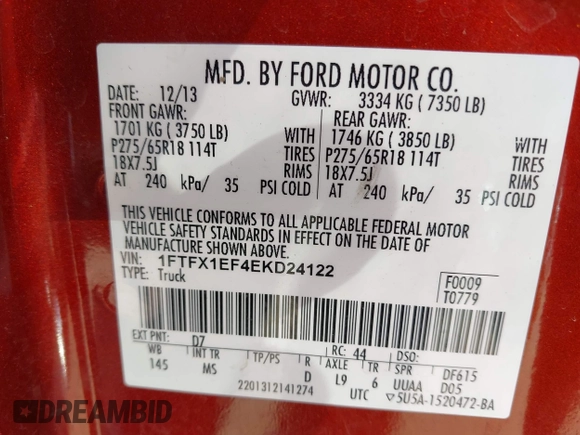 MFD. BY FORD MOTOR CO.
DATE: 12/13 GVWR: 3334 KG ( 7350 LB)
FRONT GAWR: REAR GAWR:
1701 KG ( 3750 LB) WITH 1746 KG ( 3850 LB) WITH
P275/65R18 114T TIRES P275/65R18 114T TIRES
18X7.5J RIMS 18X7.5J RIMS
AT 240 kPa/ 35 PSI COLD AT 240 kPa/ 35 PSI COLD
THIS VEHICLE CONFORMS TO ALL APPLICABLE FEDERAL MOTOR
VEHICLE SAFETY STANDARDS IN EFFECT ON THE DATE OF
MANUFACTURE SHOWN ABOVE.
VIN: 1FTFX1EF4EKD24122
TYPE: Truck
F0009
T0779
EXT PNT: D7 RC: 44 DSO:
WB INT TR TP/PS R AXLE TR SPR DF615
145 MS D L9 6 UUAA D05
2201312141274 UTC ▽5U5A-1520472-BA
DREAMBID